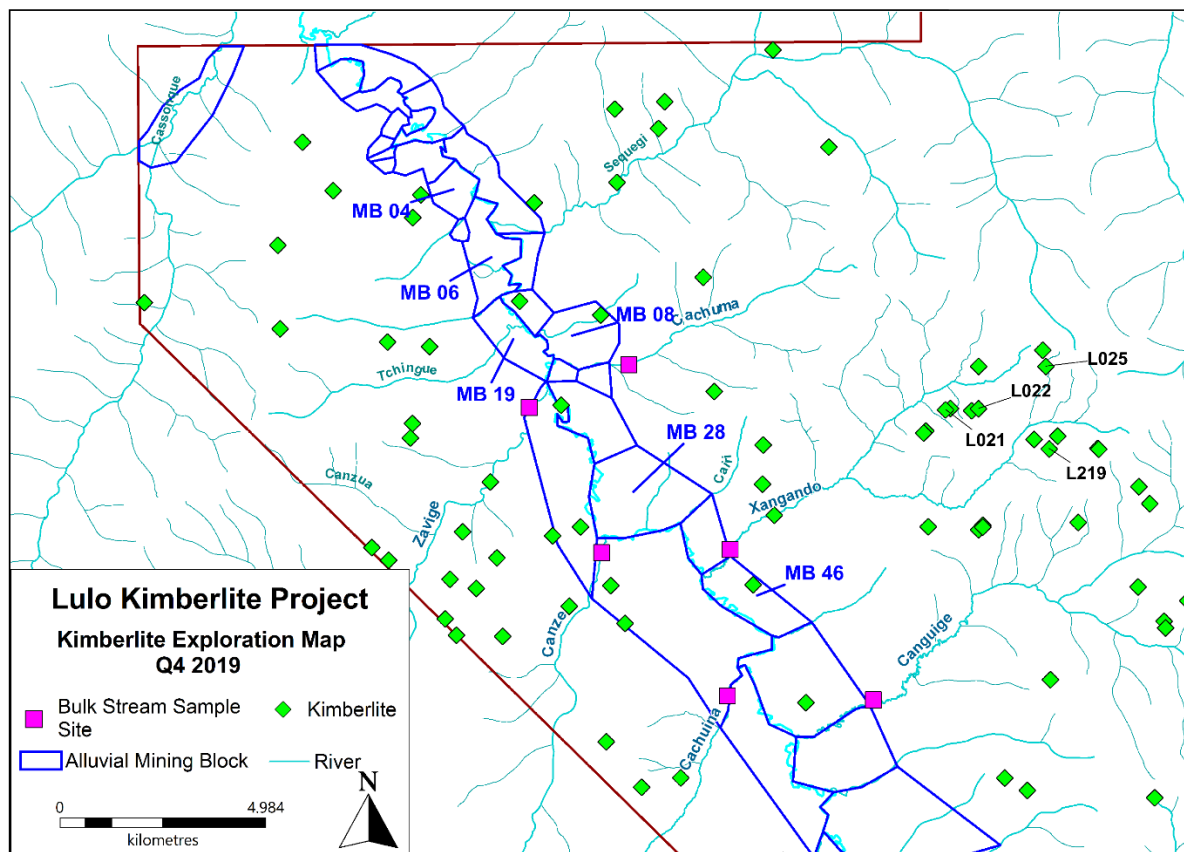 Cassongue
Sequegi
MB 04
MB 06
MB 08
Cachuma
Tchingue
MB 19
L025
L022
L021
L219
MB 28
Cain
Canzua
Zavige
Xangando
MB 46
Canze
Canguige
Cachuina
Lulo Kimberlite Project
Kimberlite Exploration Map
Q4 2019
Bulk Stream Sample
Site
Kimberlite
Alluvial Mining Block
River
N
0
4.984
kilometres